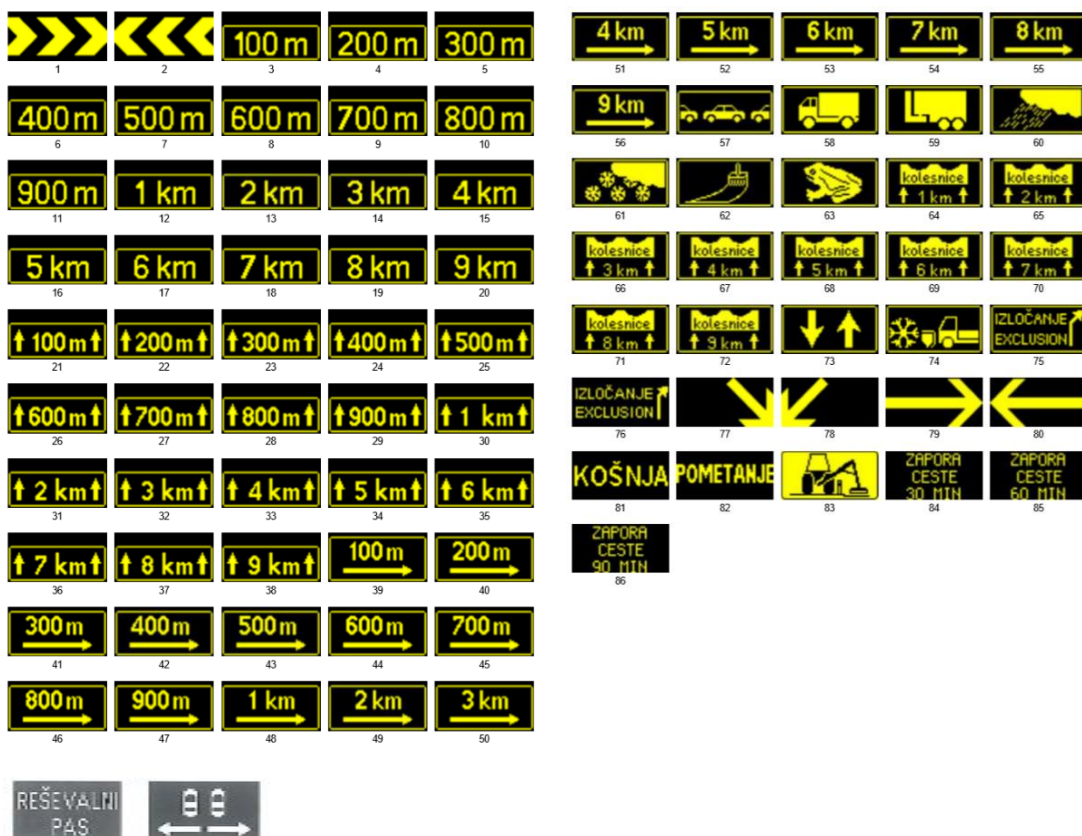 1 2
100 m 200 m 300 m
3 4 5
400 m 500 m 600 m 700 m 800 m
6 7 8 9 10
900 m 1 km 2 km 3 km 4 km
11 12 13 14 15
5 km 6 km 7 km 8 km 9 km
16 17 18 19 20
100 m 200 m 300 m 400 m 500 m
21 22 23 24 25
600 m 700 m 800 m 900 m 1 km
26 27 28 29 30
2 km 3 km 4 km 5 km 6 km
31 32 33 34 35
7 km 8 km 9 km 100 m 200 m
36 37 38 39 40
300 m 400 m 500 m 600 m 700 m
41 42 43 44 45
800 m 900 m 1 km 2 km 3 km
46 47 48 49 50
REŠEVALNI
PAS
4 km 5 km 6 km 7 km 8 km
51 52 53 54 55
9 km
56 57 58 59 60
kolesnice kolesnice
1 km 2 km
61 62 63 64 65
kolesnice kolesnice kolesnice kolesnice kolesnice
3 km 4 km 5 km 6 km 7 km
66 67 68 69 70
kolesnice kolesnice IZLOČANJE
8 km 9 km EXCLUSION
71 72 73 74 75
IZLOČANJE
EXCLUSION
76 77 78 79 80
KOŠNJA POMETANJE ZAPORA ZAPORA
CESTE CESTE
30 MIN 60 MIN
81 82 83 84 85
ZAPORA
CESTE
90 MIN
86